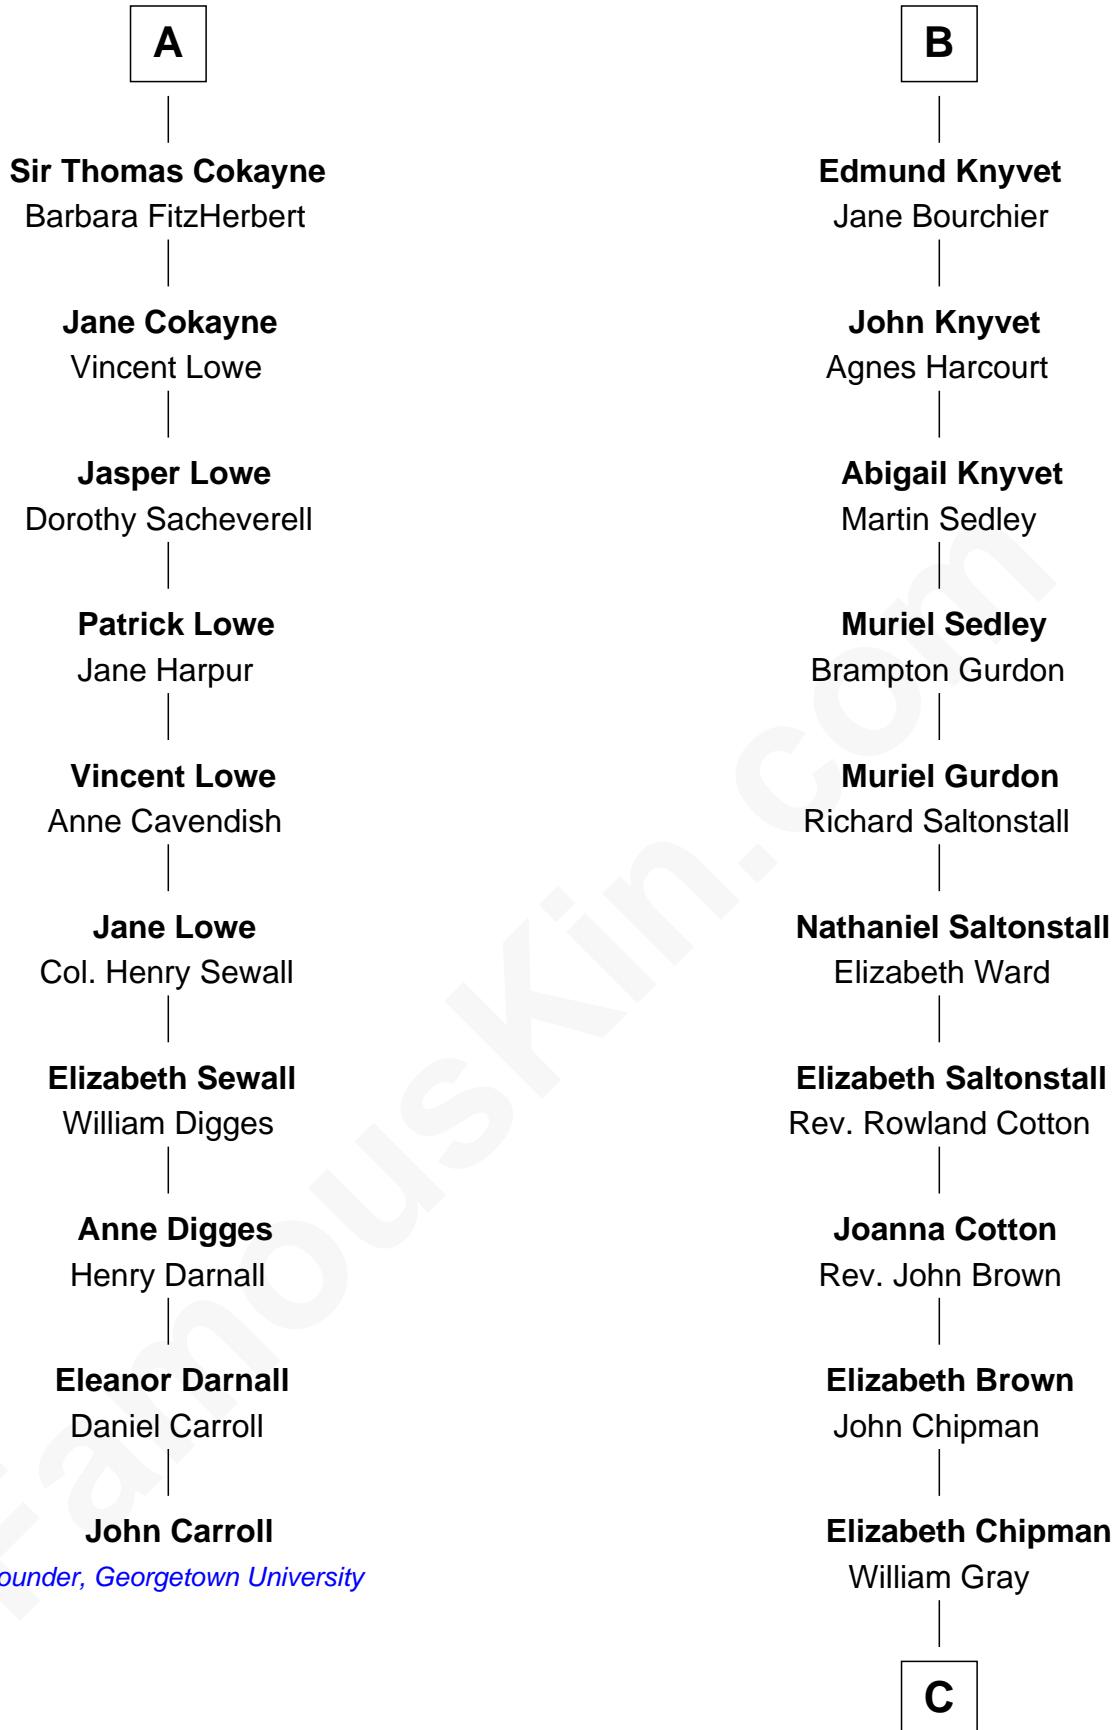 A
Sir Thomas Cokayne
Barbara FitzHerbert
Jane Cokayne
Vincent Lowe
Jasper Lowe
Dorothy Sacheverell
Patrick Lowe
Jane Harpur
Vincent Lowe
Anne Cavendish
Jane Lowe
Col. Henry Sewall
Elizabeth Sewall
William Digges
Anne Digges
Henry Darnall
Eleanor Darnall
Daniel Carroll
John Carroll
ounder, Georgetown University
B
Edmund Knyvet
Jane Bourchier
John Knyvet
Agnes Harcourt
Abigail Knyvet
Martin Sedley
Muriel Sedley
Brampton Gurdon
Muriel Gurdon
Richard Saltonstall
Nathaniel Saltonstall
Elizabeth Ward
Elizabeth Saltonstall
Rev. Rowland Cotton
Joanna Cotton
Rev. John Brown
Elizabeth Brown
John Chipman
Elizabeth Chipman
William Gray
C
FamousKin.com